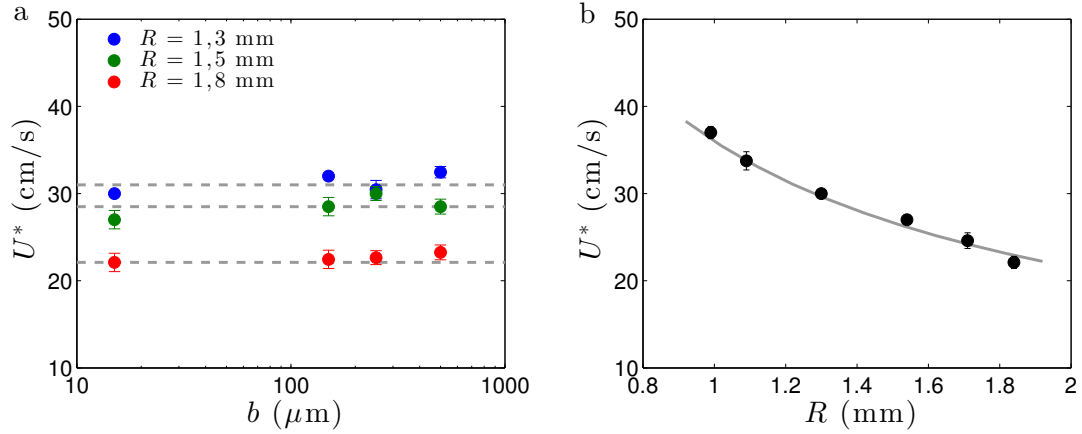 a
50
40
30
20
10
10
100
1000
U* (cm/s)
b (μm)
R = 1,3 mm
R = 1,5 mm
R = 1,8 mm
b
50
40
30
20
10
0.8
1
1.2
1.4
1.6
1.8
2
U* (cm/s)
R (mm)